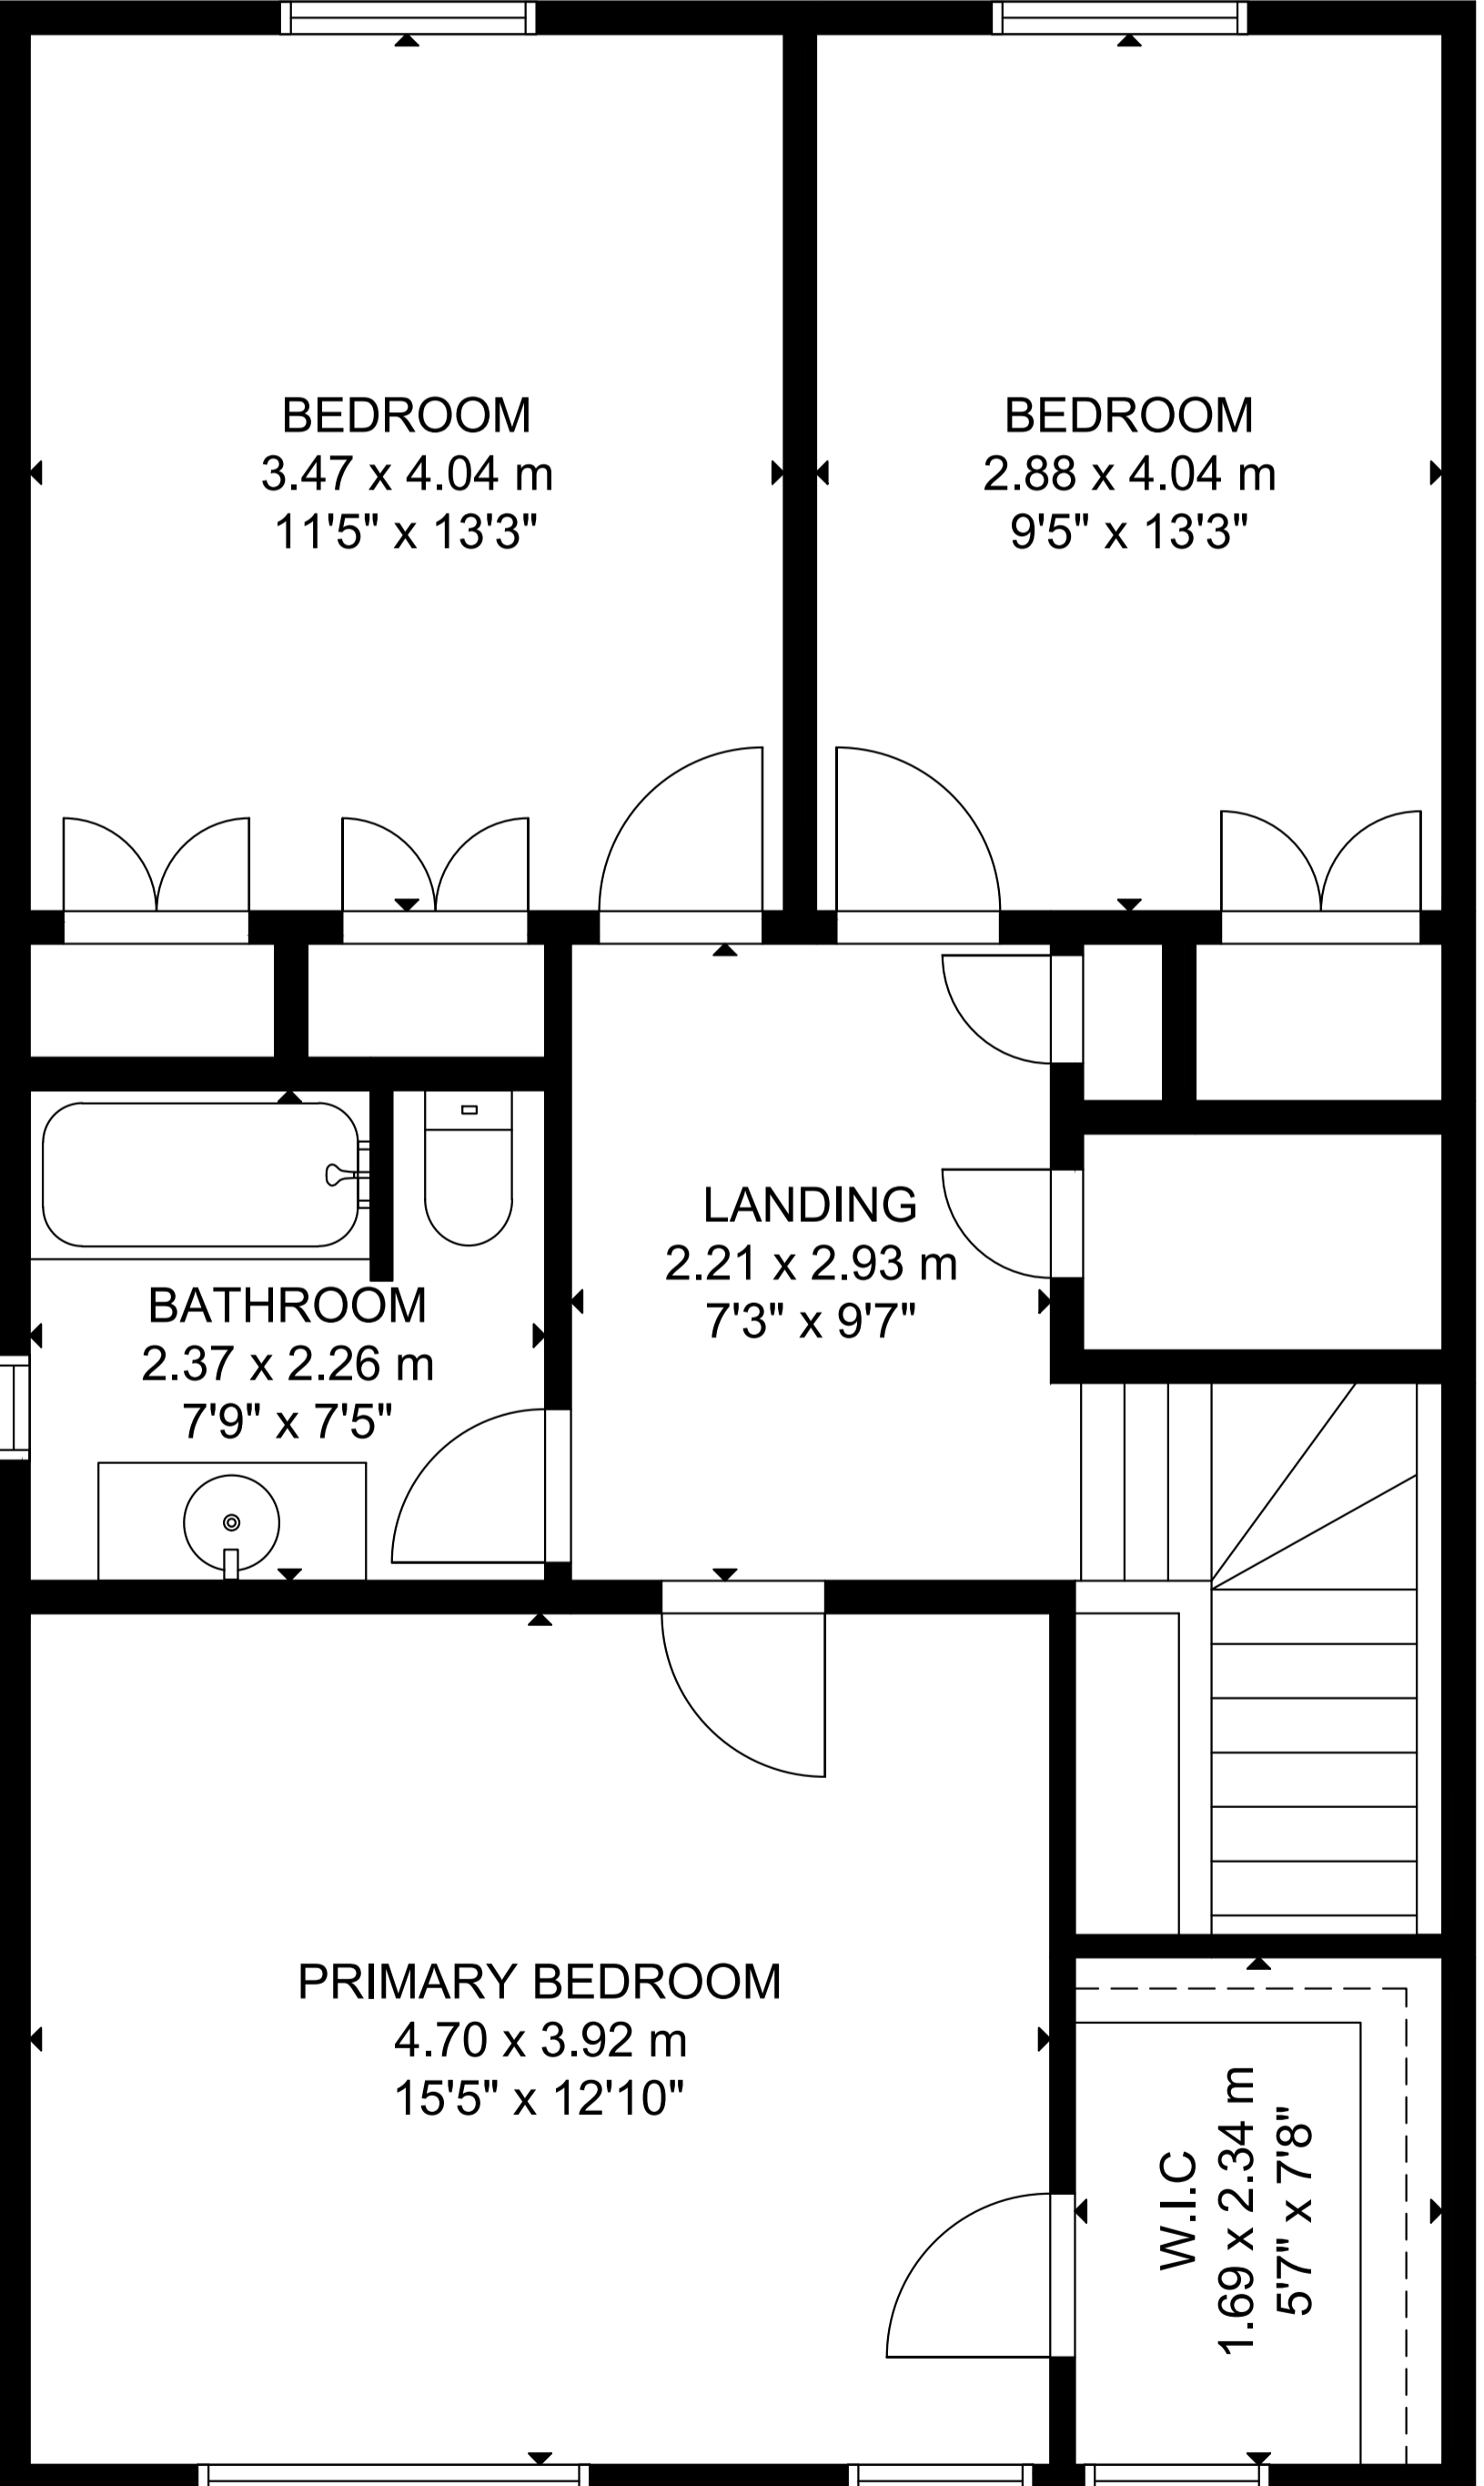 BEDROOM
3.47 x 4.04 m
11'5" x 13'3"
BEDROOM
2.88 x 4.04 m
9'5" x 13'3"
LANDING
2.21 x 2.93 m
7'3" x 9'7"
BATHROOM
2.37 x 2.26 m
7'9" x 7'5"
PRIMARY BEDROOM
4.70 x 3.92 m
15'5" x 12'10"
W.I.C
1.69 x 2.34 m
5'7" x 7'8"